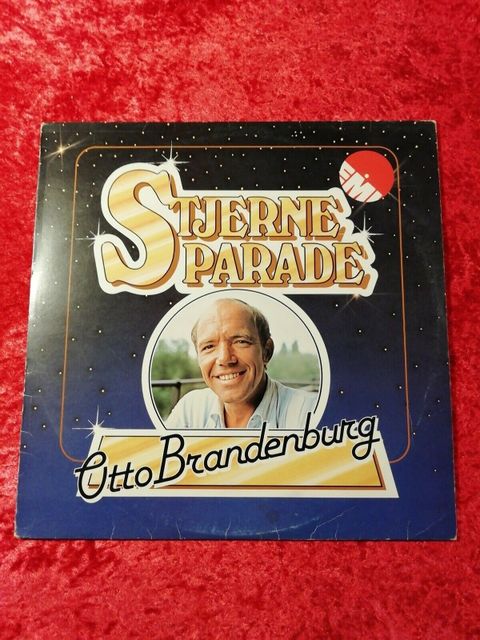 EMI
STJERNE
PARADE
Otto Brandenburg